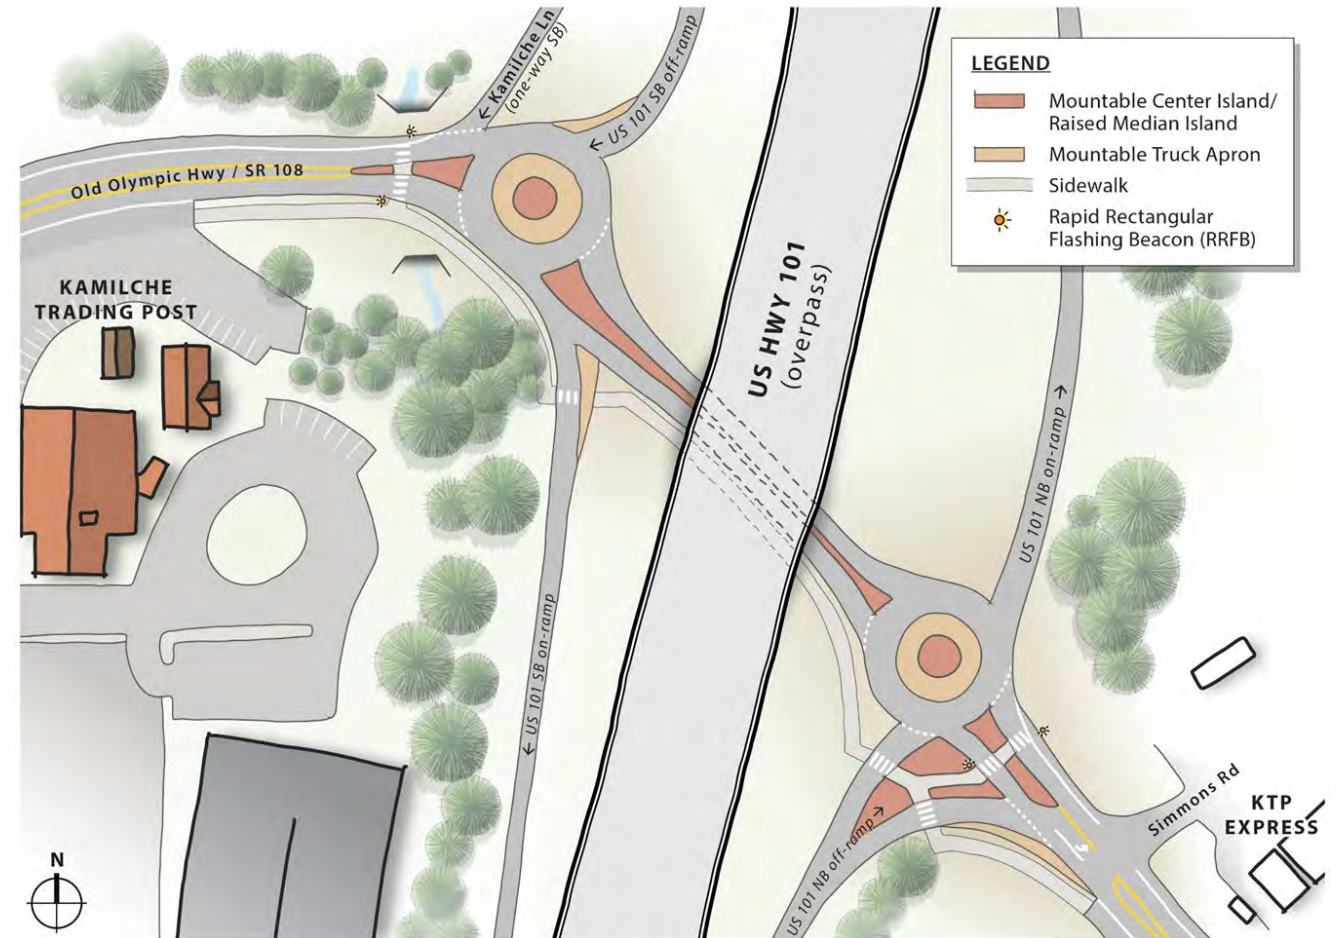 Kamilche Ln
(one-way SB)
US 101 SB off-ramp
LEGEND
Mountable Center Island/
Raised Median Island
Mountable Truck Apron
Sidewalk
Rapid Rectangular
Flashing Beacon (RRFB)
Old Olympic Hwy / SR 108
KAMILCHE
TRADING POST
US HWY 101
(overpass)
US 101 NB on-ramp
US 101 SB on-ramp
Simmons Rd
KTP
EXPRESS
US 101 NB off-ramp
N